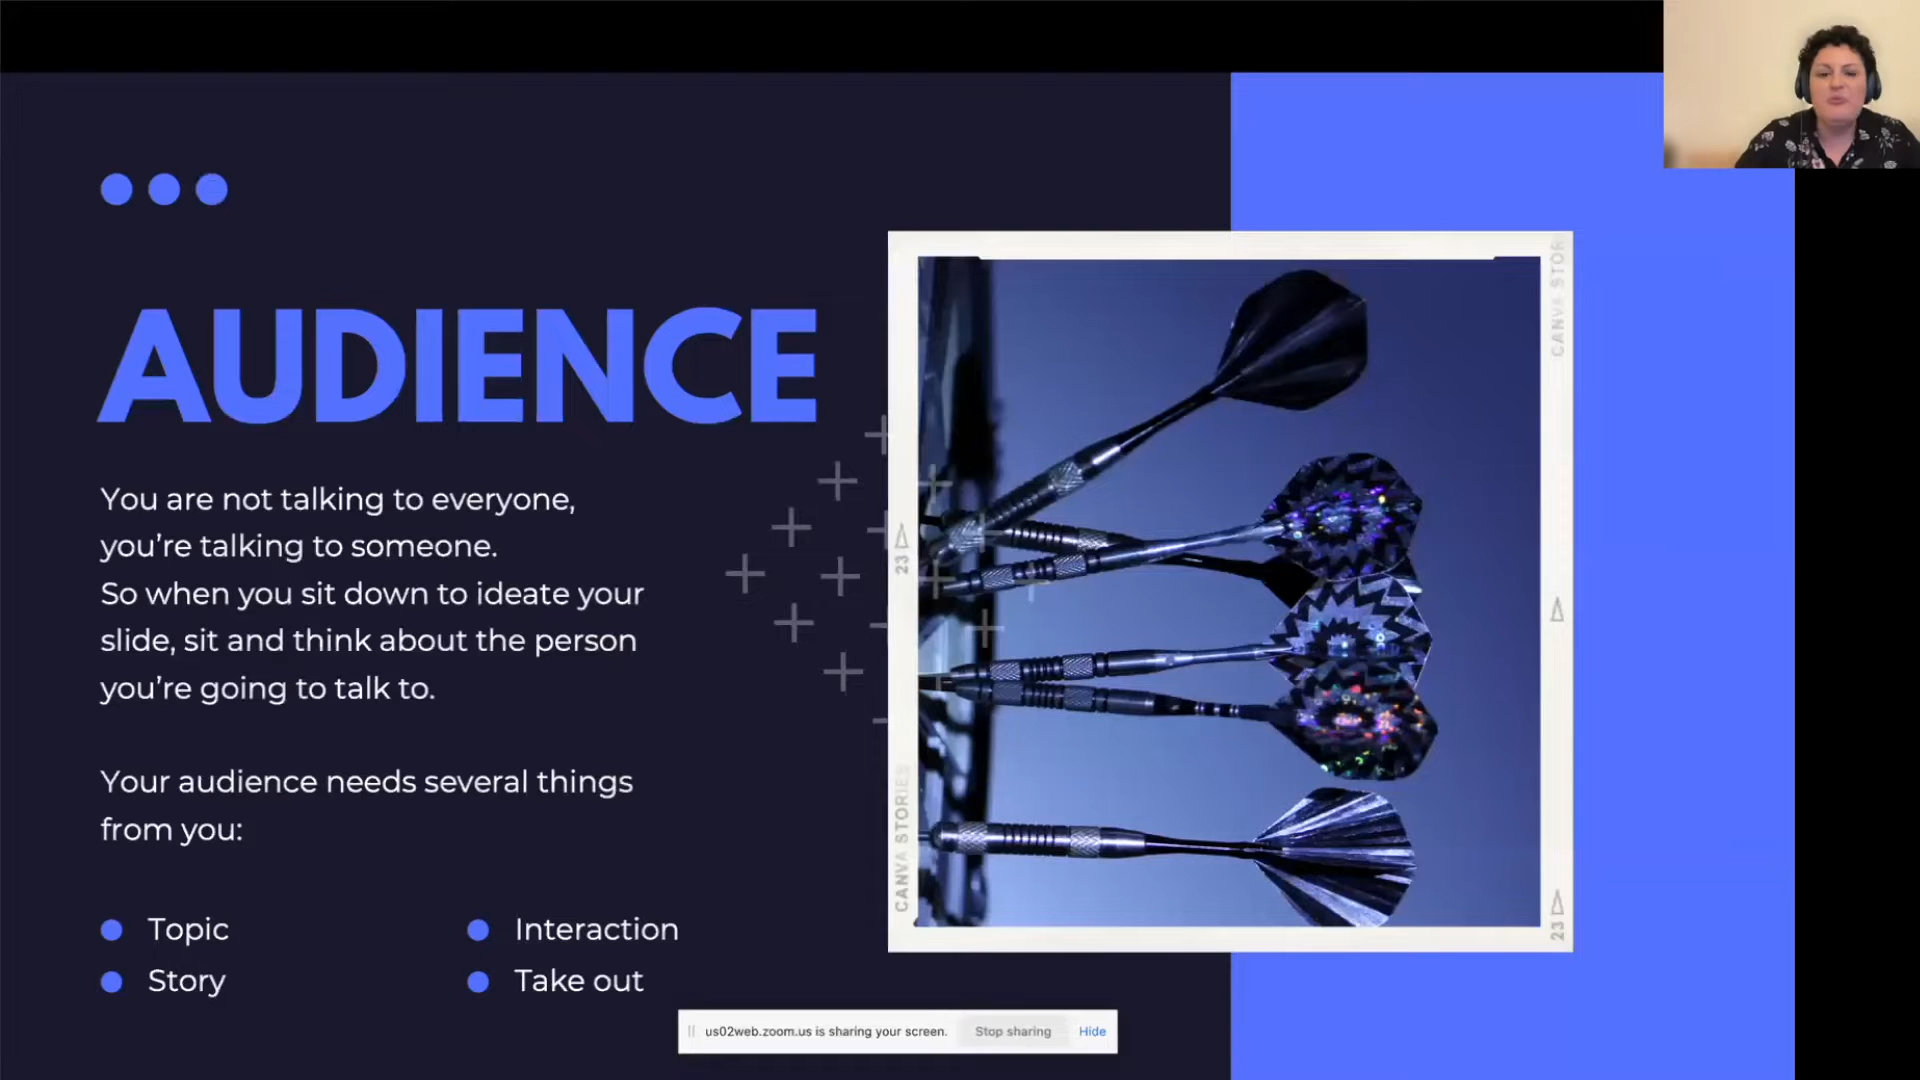 AUDIENCE
You are not talking to everyone,
you’re talking to someone.
So when you sit down to ideate your
slide, sit and think about the person
you’re going to talk to.
Your audience needs several things
from you:
Topic
Story
Interaction
Take out
CANVA STOR
23
23
CANVA STORIES
23
us02web.zoom.us is sharing your screen.
Stop sharing
Hide